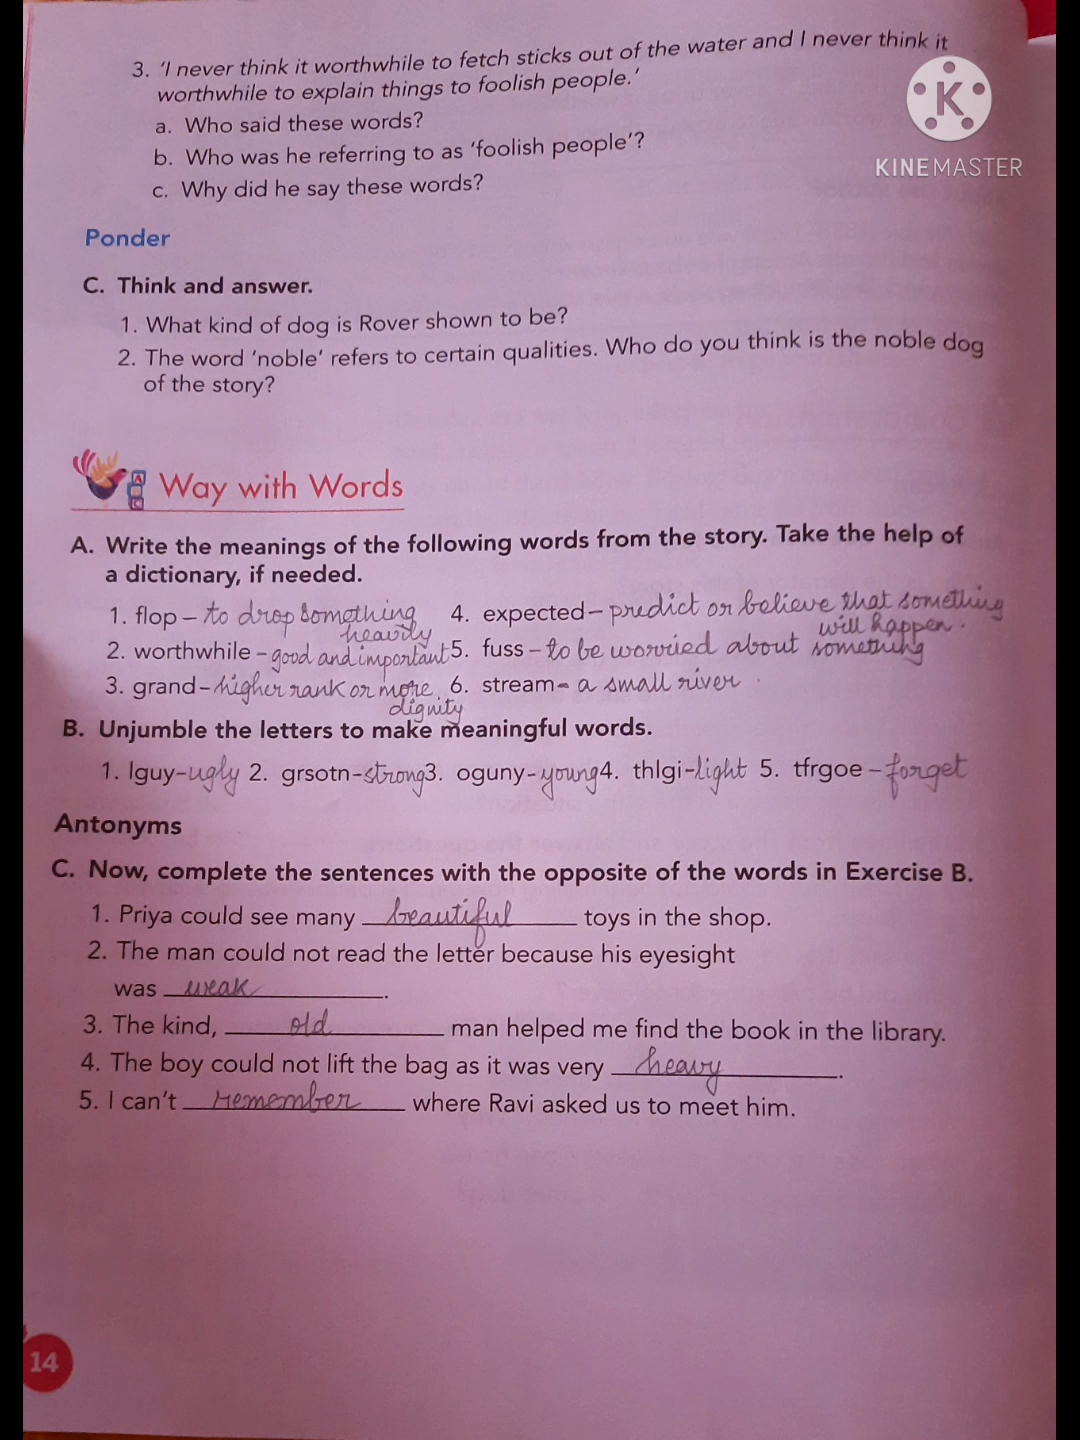 3. ‘I never think it worthwhile to fetch sticks out of the water and I never think it
worthwhile to explain things to foolish people.’
a. Who said these words?
b. Who was he referring to as ‘foolish people’?
c. Why did he say these words?
K
KINEMASTER
Ponder
C. Think and answer.
1. What kind of dog is Rover shown to be?
2. The word ‘noble’ refers to certain qualities. Who do you think is the noble dog
of the story?
A
C
Way with Words
A. Write the meanings of the following words from the story. Take the help of
a dictionary, if needed.
1. flop – to drop something heavily 4. expected – predict or believe that something will happen.
2. worthwhile – good and important 5. fuss – to be worried about something
3. grand – higher rank or more dignity 6. stream – a small river
B. Unjumble the letters to make meaningful words.
1. lguy - ugly 2. grsotn - strong 3. oguny - young 4. thlgi - light 5. tfrgoe – forget
Antonyms
C. Now, complete the sentences with the opposite of the words in Exercise B.
1. Priya could see many beautiful toys in the shop.
2. The man could not read the letter because his eyesight
was weak.
3. The kind, old man helped me find the book in the library.
4. The boy could not lift the bag as it was very heavy.
5. I can’t remember where Ravi asked us to meet him.
14